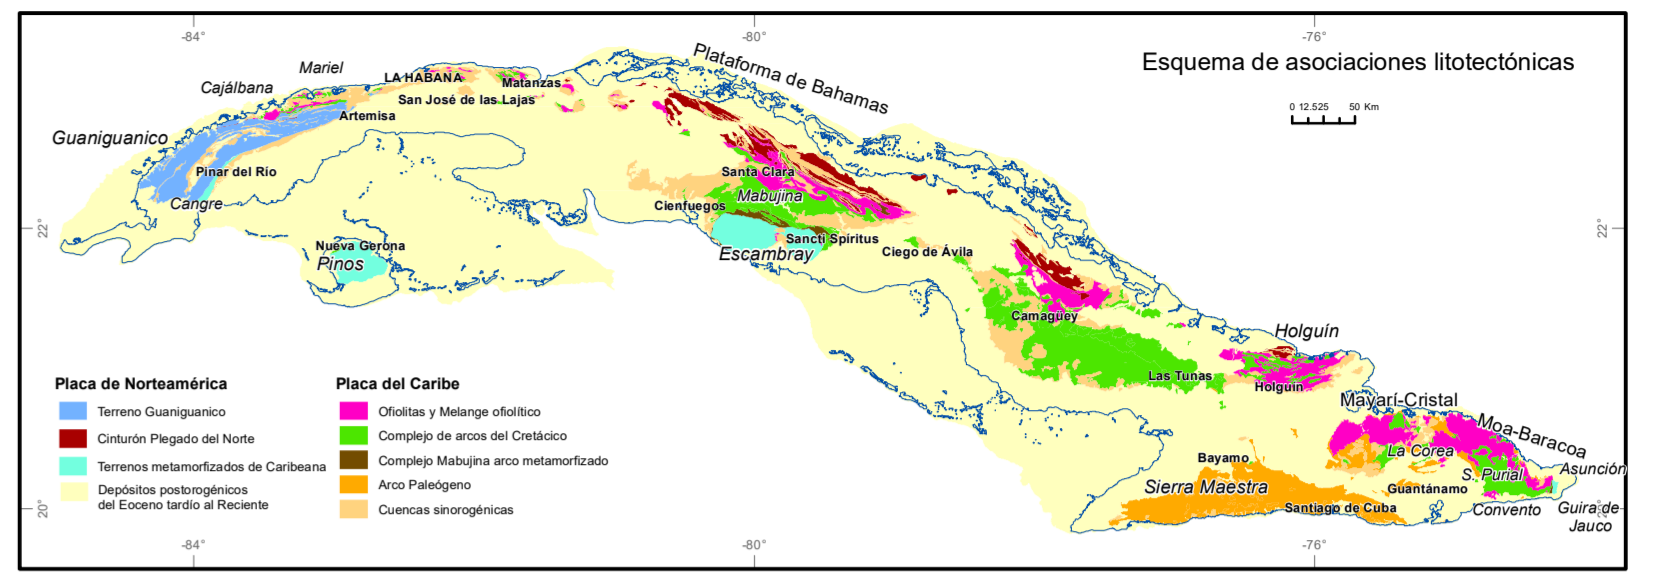 -84°
-80°
-76°
Esquema de asociaciones litotectónicas
0 12.525 50 Km
Plataforma de Bahamas
Mariel
LA HABANA
Matanzas
Cajálbana
San José de las Lajas
Artemisa
Guaniguanico
Pinar del Río
Cangre
Santa Clara
Mabujina
Cienfuegos
22°
22°
Nueva Gerona
Pinos
Sancti Spiritus
Escambray
Ciego de Ávila
Camagüey
Holguín
Las Tunas
Holguín
Mayarí-Cristal
Moa-Baracoa
La Corea
Bayamo
S. Purial
Asunción
Sierra Maestra
Guantánamo
Santiago de Cuba
Convento
Guira de
Jauco
Placa de Norteamérica
Terreno Guaniguanico
Cinturón Plegado del Norte
Terrenos metamorfizados de Caribeana
Depósitos postorogénicos
del Eoceno tardío al Reciente
Placa del Caribe
Ofiolitas y Melange ofiolítico
Complejo de arcos del Cretácico
Complejo Mabujina arco metamorfizado
Arco Paleógeno
Cuencas sinorogénicas
20°
-84°
-80°
-76°